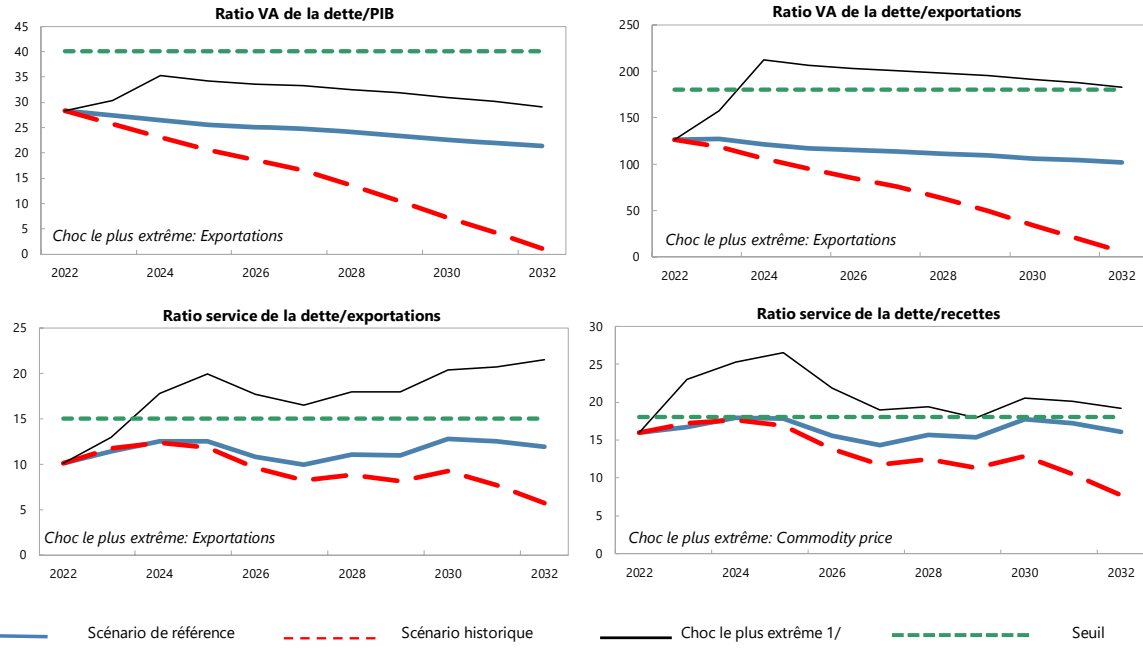 Ratio VA de la dette/PIB
45
40
35
30
25
20
15
10
5
0
Choc le plus extrême: Exportations
2022 2024 2026 2028 2030 2032
Ratio VA de la dette/exportations
250
200
150
100
50
0
Choc le plus extrême: Exportations
2022 2024 2026 2028 2030 2032
Ratio service de la dette/exportations
25
20
15
10
5
0
Choc le plus extrême: Exportations
2022 2024 2026 2028 2030 2032
Ratio service de la dette/recettes
30
25
20
15
10
5
0
Choc le plus extrême: Commodity price
2022 2024 2026 2028 2030 2032
Scénario de référence Scénario historique Choc le plus extrême 1/ Seuil